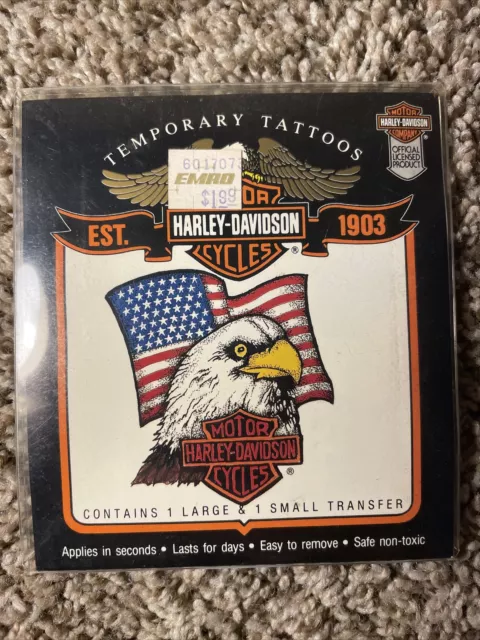 TEMPORARY TATTOOS
MOTOR
HARLEY-DAVIDSON
COMPANY
OFFICIAL
LICENSED
PRODUCT
601707
EMRO
$1.99
EST.
MOTOR
HARLEY-DAVIDSON
CYCLES
®
1903
MOTOR
HARLEY-DAVIDSON
CYCLES
®
CONTAINS 1 LARGE & 1 SMALL TRANSFER
Applies in seconds • Lasts for days • Easy to remove • Safe non-toxic